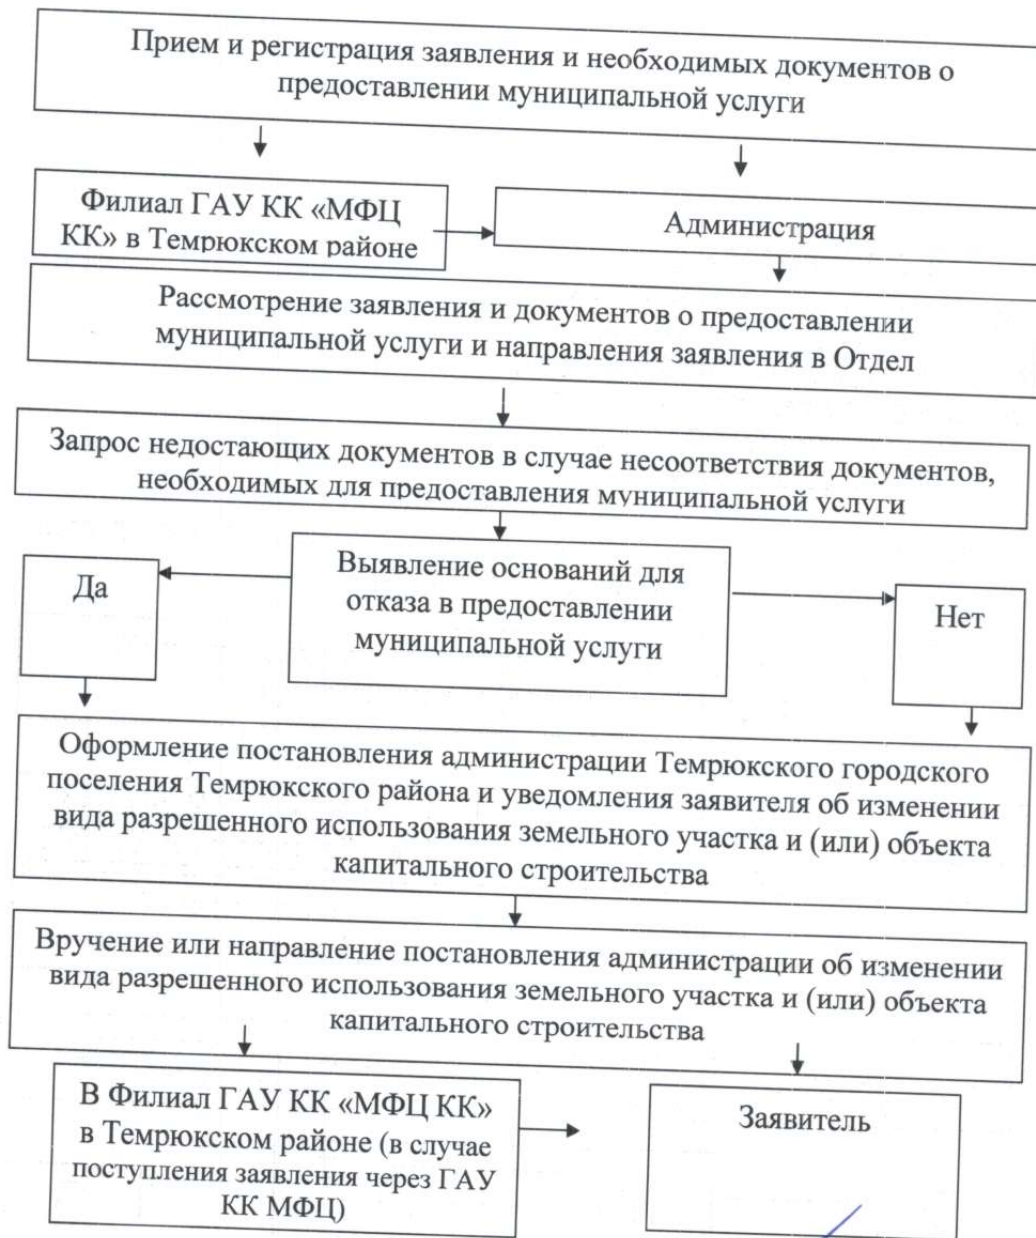 Прием и регистрация заявления и необходимых документов о
предоставлении муниципальной услуги
Филиал ГАУ КК «МФЦ
КК» в Темрюкском районе
Администрация
Рассмотрение заявления и документов о предоставлении
муниципальной услуги и направления заявления в Отдел
Запрос недостающих документов в случае несоответствия документов,
необходимых для предоставления муниципальной услуги
Да
Выявление оснований для
отказа в предоставлении
муниципальной услуги
Нет
Оформление постановления администрации Темрюкского городского
поселения Темрюкского района и уведомления заявителя об изменении
вида разрешенного использования земельного участка и (или) объекта
капитального строительства
Вручение или направление постановления администрации об изменении
вида разрешенного использования земельного участка и (или) объекта
капитального строительства
В Филиал ГАУ КК «МФЦ КК»
в Темрюкском районе (в случае
поступления заявления через ГАУ
КК МФЦ)
Заявитель